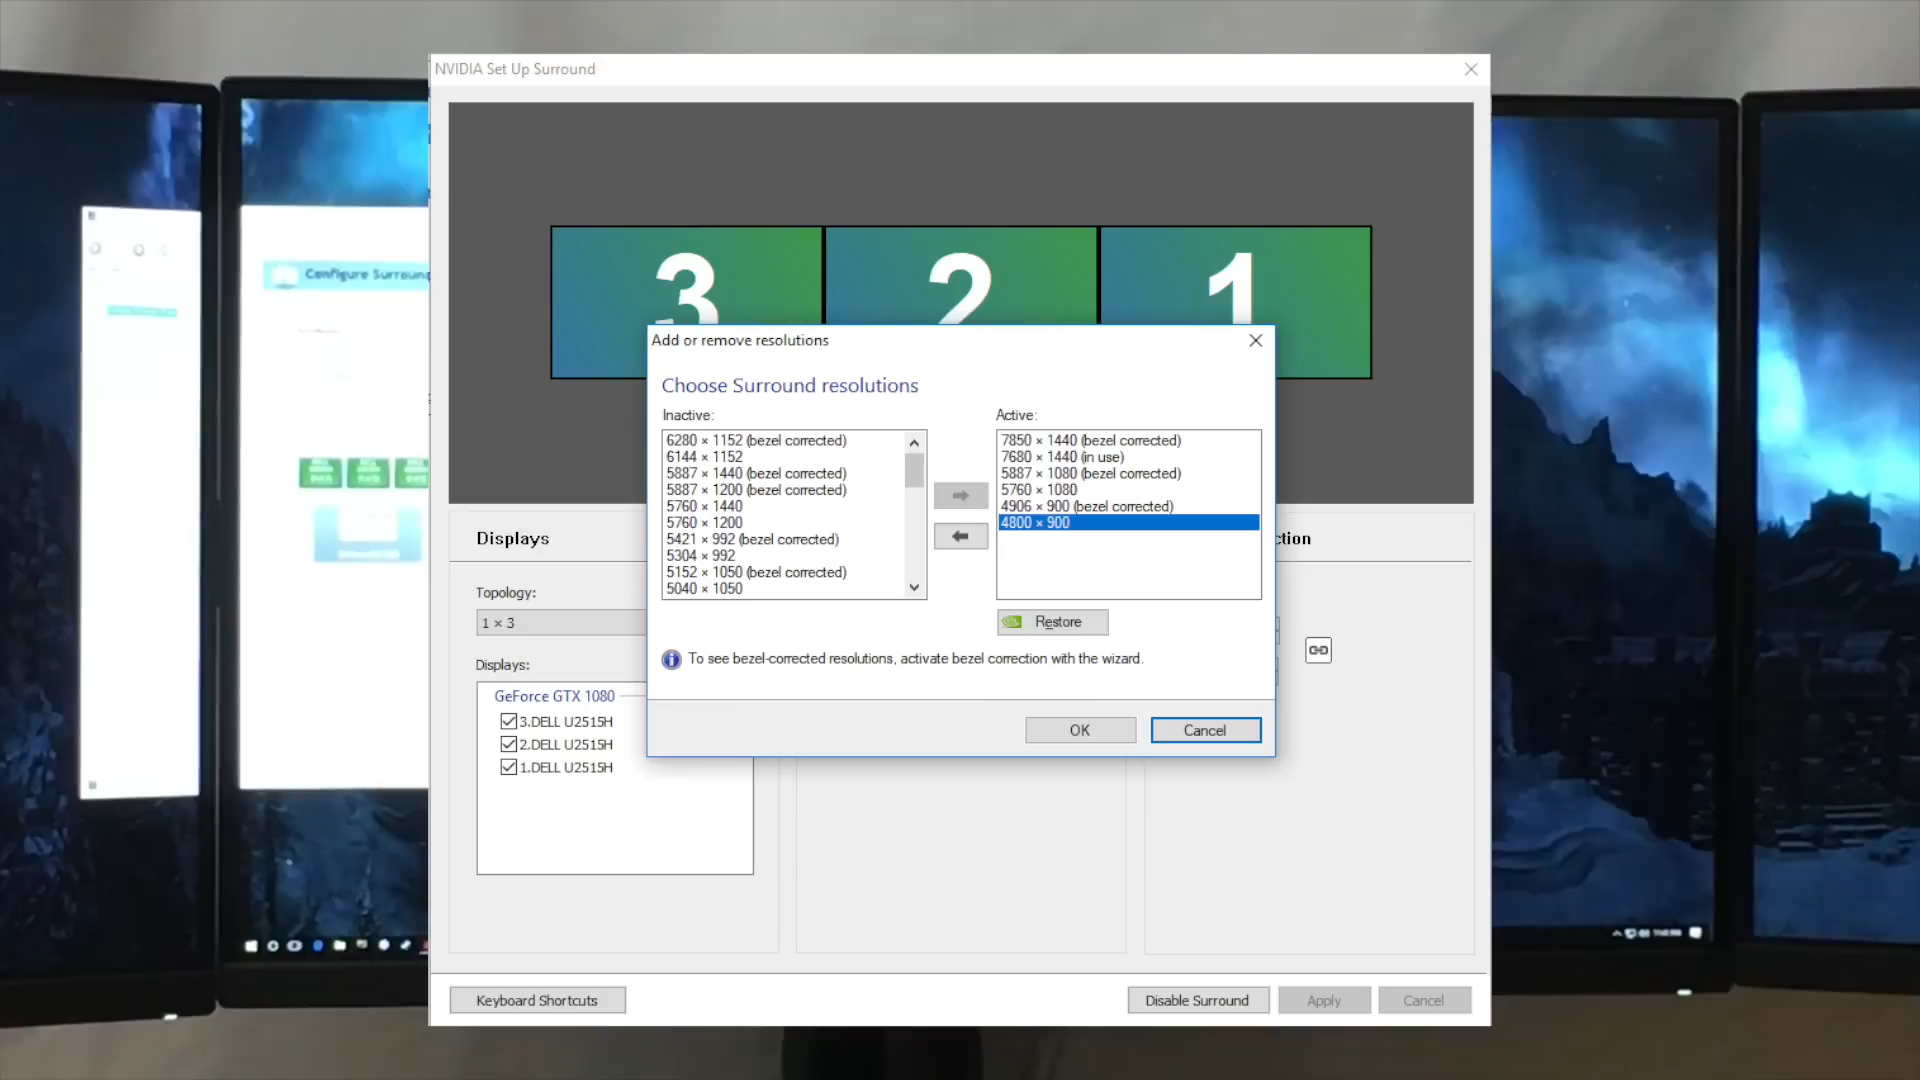 NVIDIA Set Up Surround
3
2
1
Configure Surround
Add or remove resolutions
Choose Surround resolutions
Inactive:
6280 × 1152 (bezel corrected)
6144 × 1152
5887 × 1440 (bezel corrected)
5887 × 1200 (bezel corrected)
5760 × 1440
5760 × 1200
5421 × 992 (bezel corrected)
5304 × 992
5152 × 1050 (bezel corrected)
5040 × 1050
Active:
7850 × 1440 (bezel corrected)
7680 × 1440 (in use)
5887 × 1080 (bezel corrected)
5760 × 1080
4906 × 900 (bezel corrected)
4800 × 900
Restore
To see bezel-corrected resolutions, activate bezel correction with the wizard.
OK
Cancel
Displays
ction
Topology:
1 × 3
Displays:
GeForce GTX 1080
3.DELL U2515H
2.DELL U2515H
1.DELL U2515H
Keyboard Shortcuts
Disable Surround
Apply
Cancel